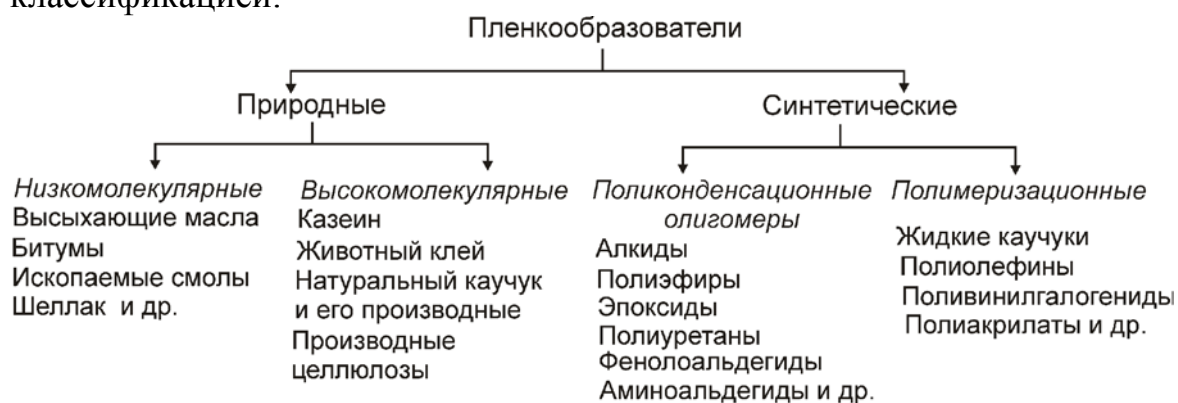 классификацией:
Пленкообразователи
Природные
Синтетические
Низкомолекулярные
Высыхающие масла
Битумы
Ископаемые смолы
Шеллак и др.
Высокомолекулярные
Казеин
Животный клей
Натуральный каучук
и его производные
Производные
целлюлозы
Поликонденсационные
олигомеры
Алкиды
Полиэфиры
Эпоксиды
Полиуретаны
Фенолоальдегиды
Аминоальдегиды и др.
Полимеризационные
Жидкие каучуки
Полиолефины
Поливинилгалогениды
Полиакрилаты и др.